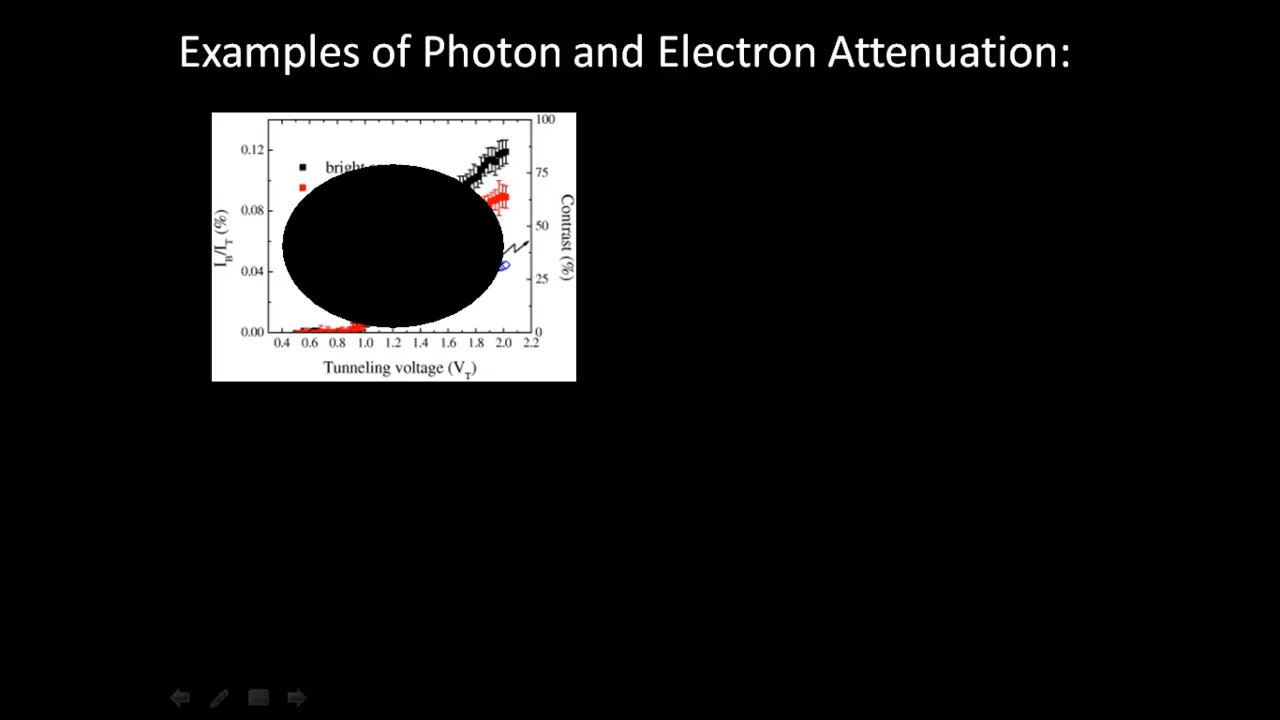 Examples of Photon and Electron Attenuation:
100
0.12
75
bright
0.08
50
I_B/I_T (%)
Contrast (%)
0.04
25
0.00
0
0.4 0.6 0.8 1.0 1.2 1.4 1.6 1.8 2.0 2.2
Tunneling voltage (V_T)